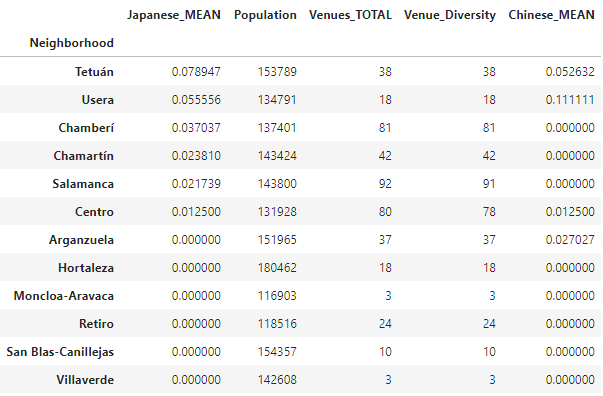 Japanese_MEAN Population Venues_TOTAL Venue_Diversity Chinese_MEAN
Neighborhood
Tetuán 0.078947 153789 38 38 0.052632
Usera 0.055556 134791 18 18 0.111111
Chamberí 0.037037 137401 81 81 0.000000
Chamartín 0.023810 143424 42 42 0.000000
Salamanca 0.021739 143800 92 91 0.000000
Centro 0.012500 131928 80 78 0.012500
Arganzuela 0.000000 151965 37 37 0.027027
Hortaleza 0.000000 180462 18 18 0.000000
Moncloa-Aravaca 0.000000 116903 3 3 0.000000
Retiro 0.000000 118516 24 24 0.000000
San Blas-Canillejas 0.000000 154357 10 10 0.000000
Villaverde 0.000000 142608 3 3 0.000000